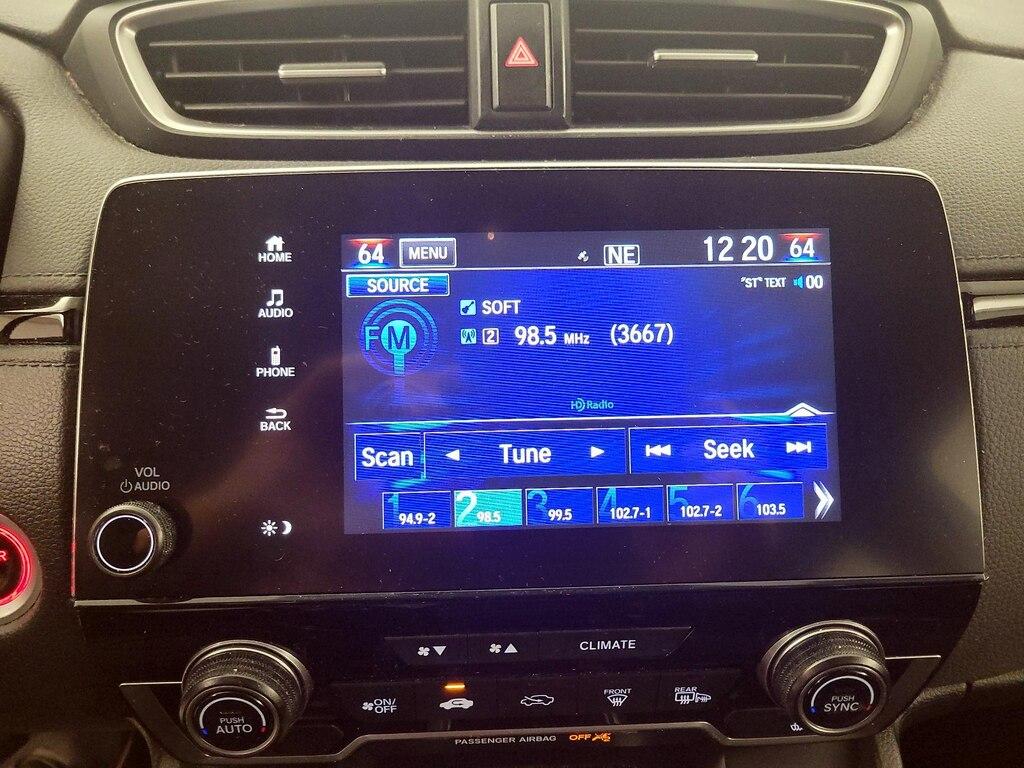 64 MENU NE 12 20 64
SOURCE "ST" TEXT 00
HOME
AUDIO
PHONE
BACK
SOFT
FM 2 98.5 MHz (3667)
HD Radio
Scan Tune Seek
1 94.9-2 2 98.5 3 99.5 4 102.7-1 5 102.7-2 6 103.5
VOL
AUDIO
R
CLIMATE
ON/OFF
FRONT
REAR
PUSH AUTO
PUSH SYNC
PASSENGER AIRBAG OFF